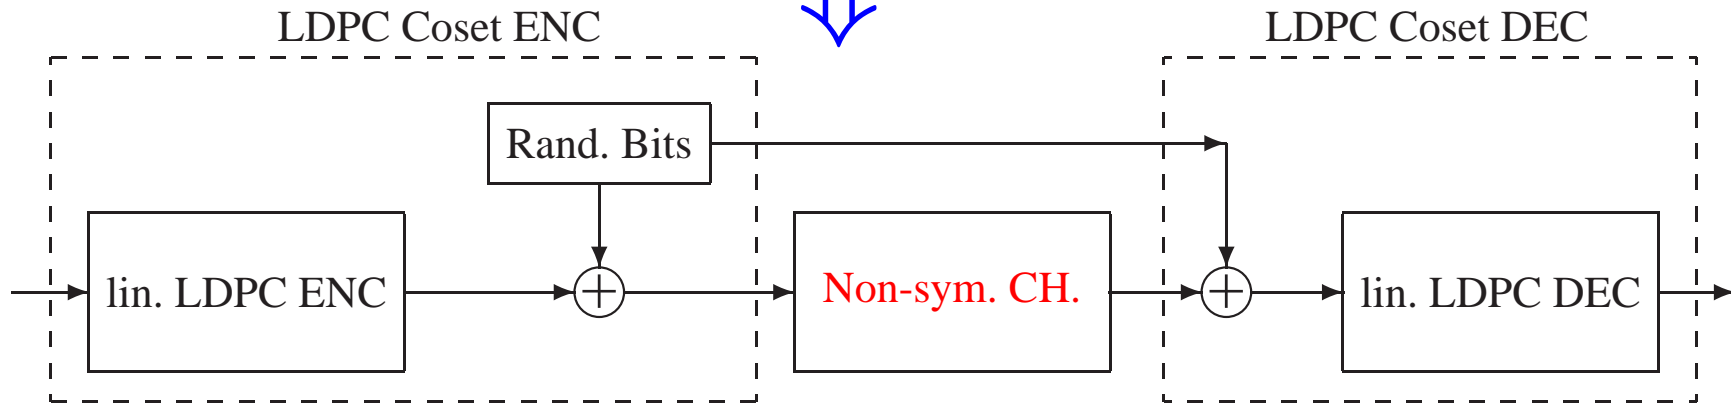 LDPC Coset ENC
LDPC Coset DEC
Rand. Bits
lin. LDPC ENC
Non-sym. CH.
lin. LDPC DEC